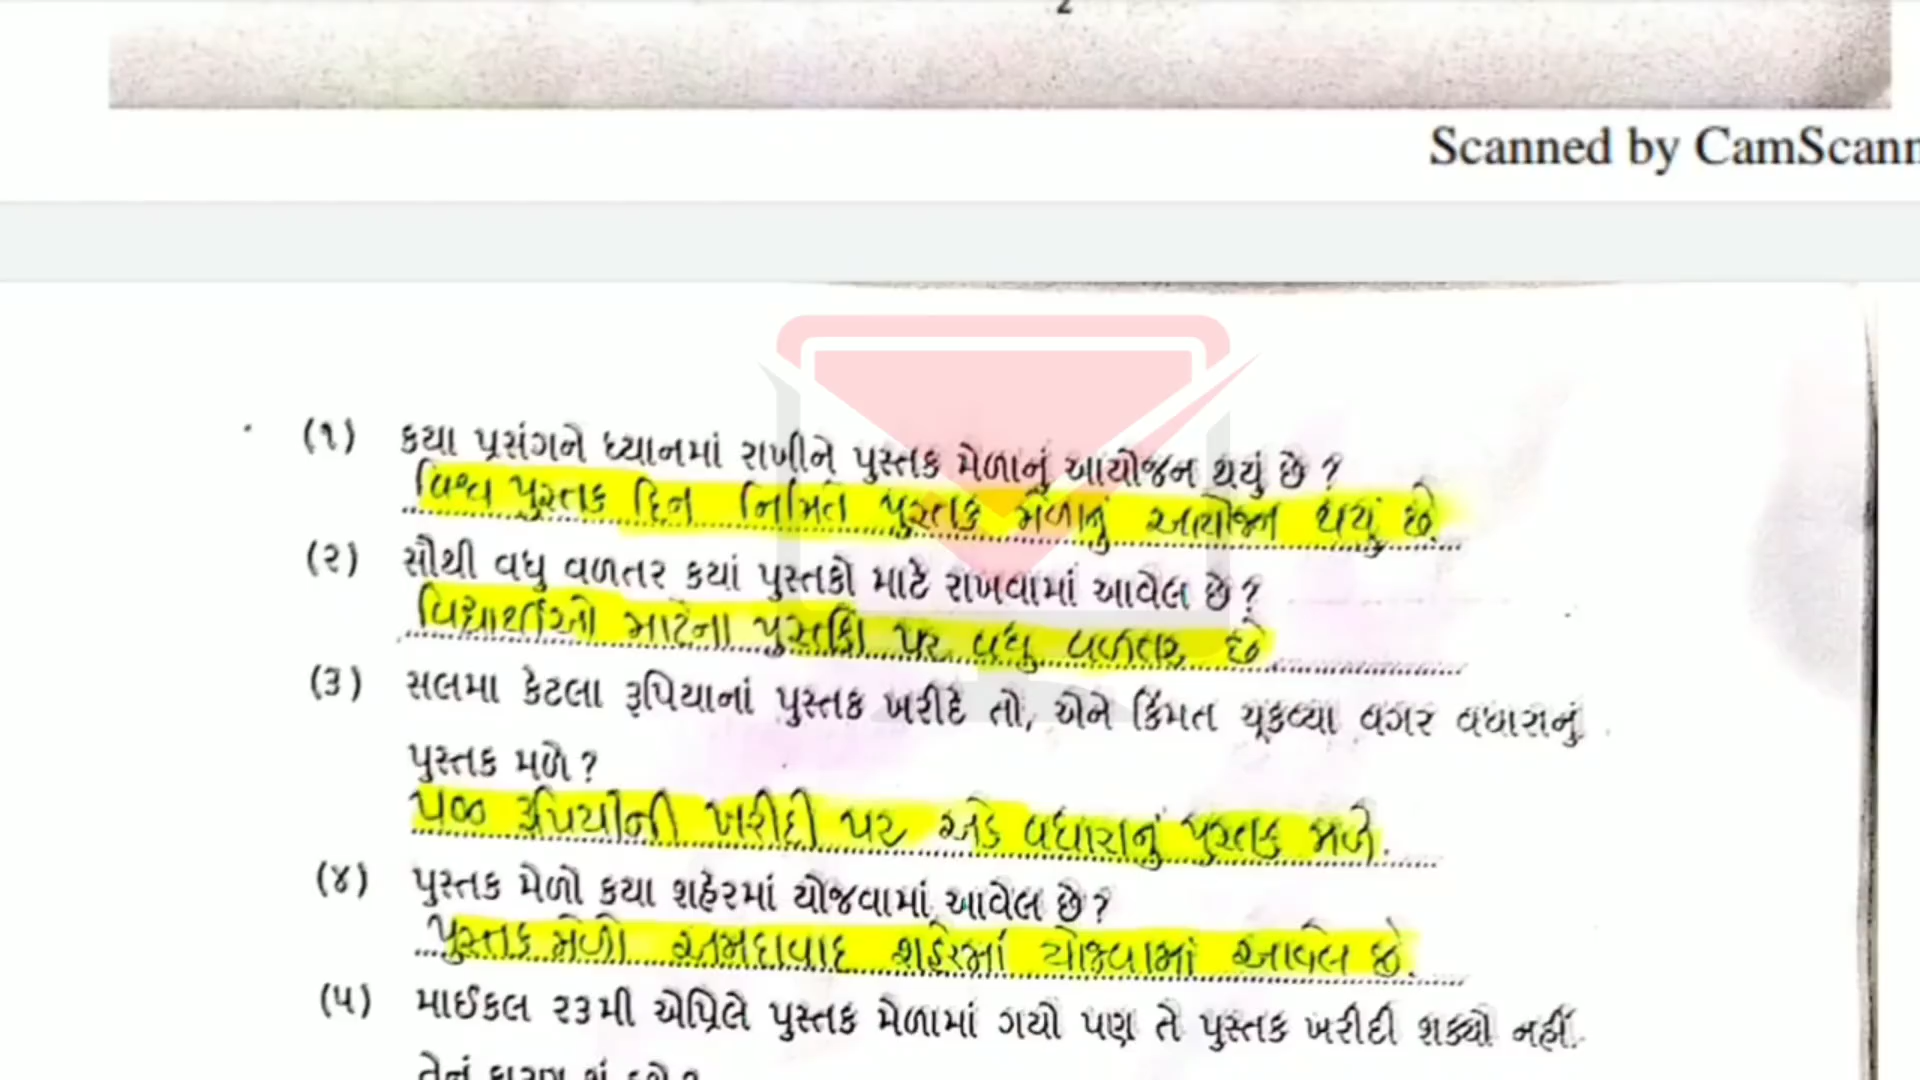 2
Scanned by CamScann
(૧) કયા પ્રસંગને ધ્યાનમાં રાખીને પુસ્તક મેળાનું આયોજન થયું છે ?
વિશ્વ પુસ્તક દિન નિમિત્તે પુસ્તક મેળાનું આયોજન થયું છે.
(૨) સૌથી વધુ વળતર કયાં પુસ્તકો માટે રાખવામાં આવેલ છે ?
વિદ્યાર્થીઓ માટેના પુસ્તકો પર વધુ વળતર છે
(૩) સલમા કેટલા રૂપિયાનાં પુસ્તક ખરીદે તો, એને કિંમત ચૂકવ્યા વગર વધારાનું
પુસ્તક મળે ?
૫૦૦ રૂપિયાની ખરીદી પર એક વધારાનું પુસ્તક મળે.
(૪) પુસ્તક મેળો કયા શહેરમાં યોજવામાં આવેલ છે ?
પુસ્તક મેળો અમદાવાદ શહેરમાં યોજવામાં આવેલ છે.
(૫) માઈકલ ૨૩મી એપ્રિલે પુસ્તક મેળામાં ગયો પણ તે પુસ્તક ખરીદી શક્યો નહીં.
તેનું કારણ શું હશે ?